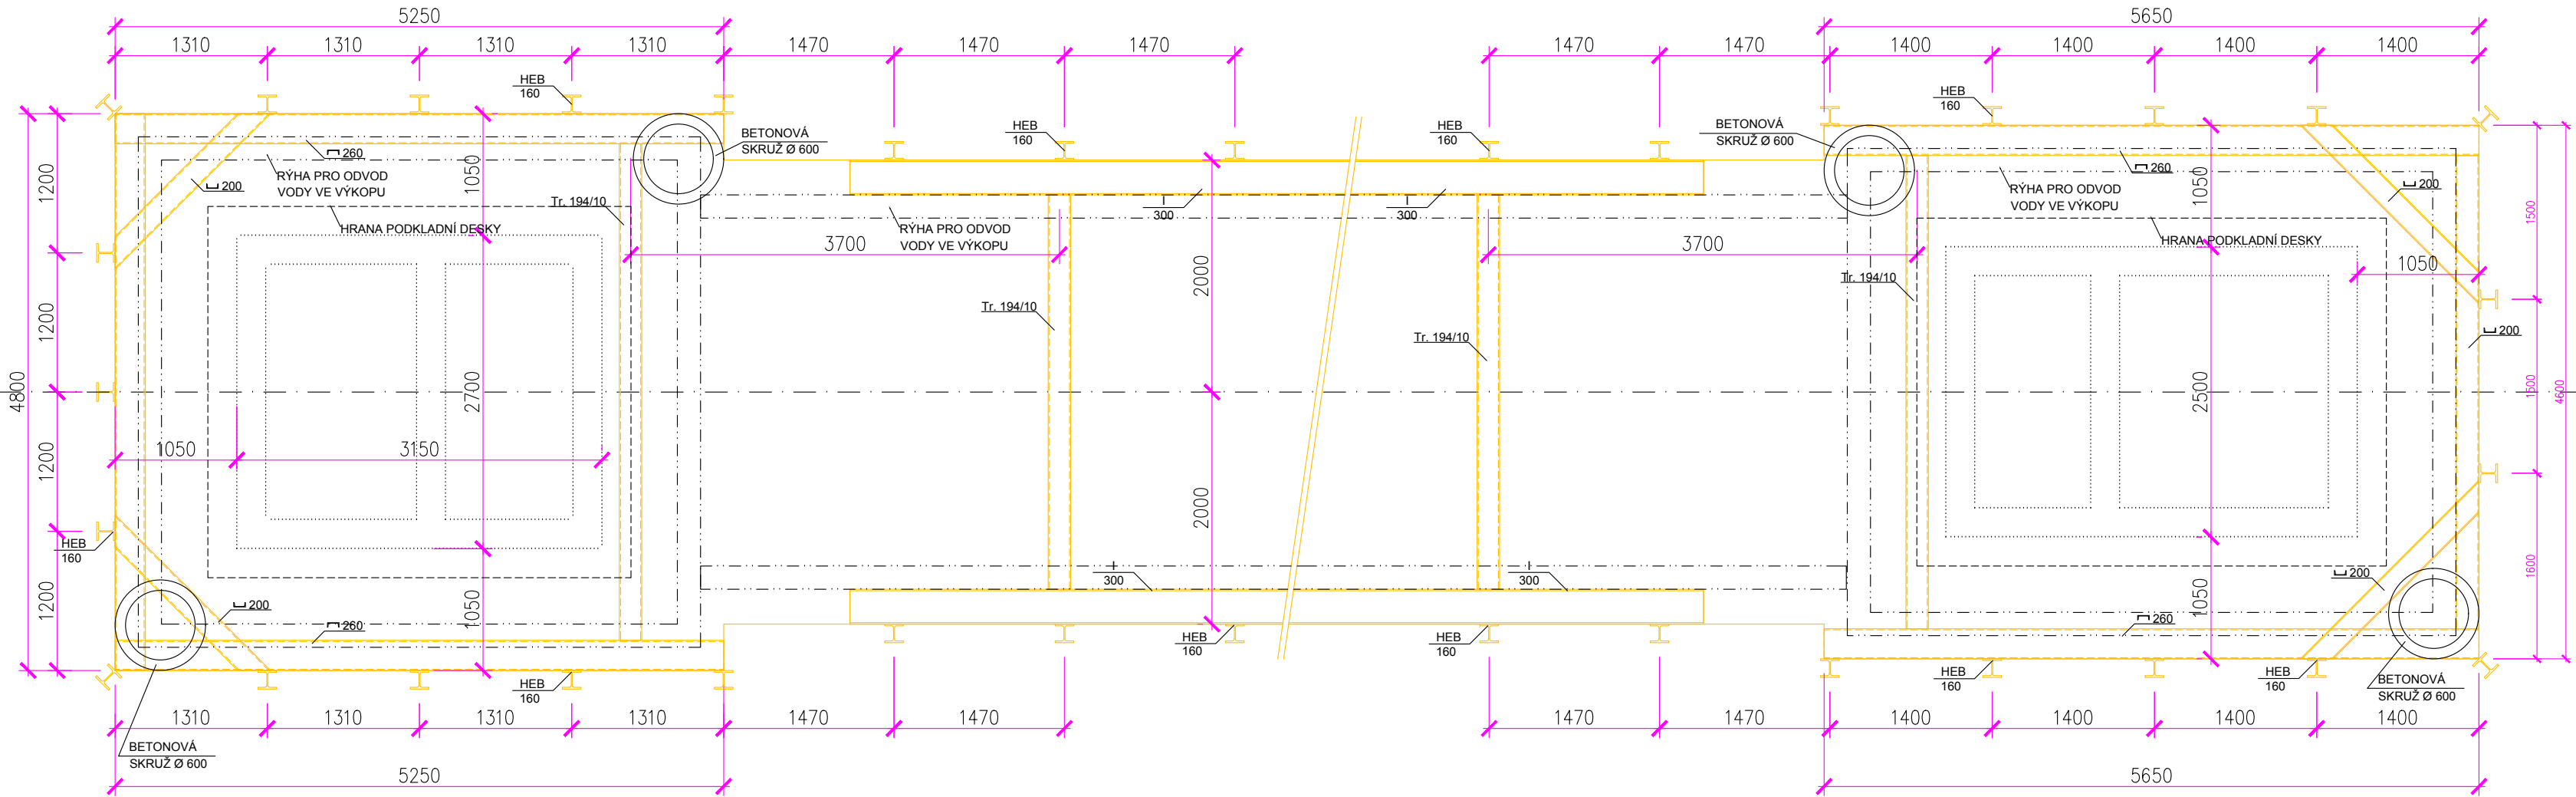 5250
5650
1310
1310
1310
1310
1470
1470
1470
1470
1470
1400
1400
1400
1400
HEB
160
HEB
160
HEB
160
HEB
160
BETONOVÁ
SKRUŽ Ø 600
BETONOVÁ
SKRUŽ Ø 600
260
RÝHA PRO ODVOD
VODY VE VÝKOPU
200
HRANA PODKLADNÍ DESKY
1050
Tr. 194/10
3700
RÝHA PRO ODVOD
VODY VE VÝKOPU
300
300
3700
2000
Tr. 194/10
Tr. 194/10
Tr. 194/10
RÝHA PRO ODVOD
VODY VE VÝKOPU
HRANA PODKLADNÍ DESKY
1050
260
200
1050
200
1500
1500
1600
4600
1200
1200
1200
1200
4800
1050
3150
2700
1050
2000
2500
1050
HEB
160
200
260
300
300
200
260
HEB
160
HEB
160
HEB
160
HEB
160
HEB
160
BETONOVÁ
SKRUŽ Ø 600
BETONOVÁ
SKRUŽ Ø 600
1310
1310
1310
1310
1470
1470
1470
1470
1400
1400
1400
1400
5250
5650